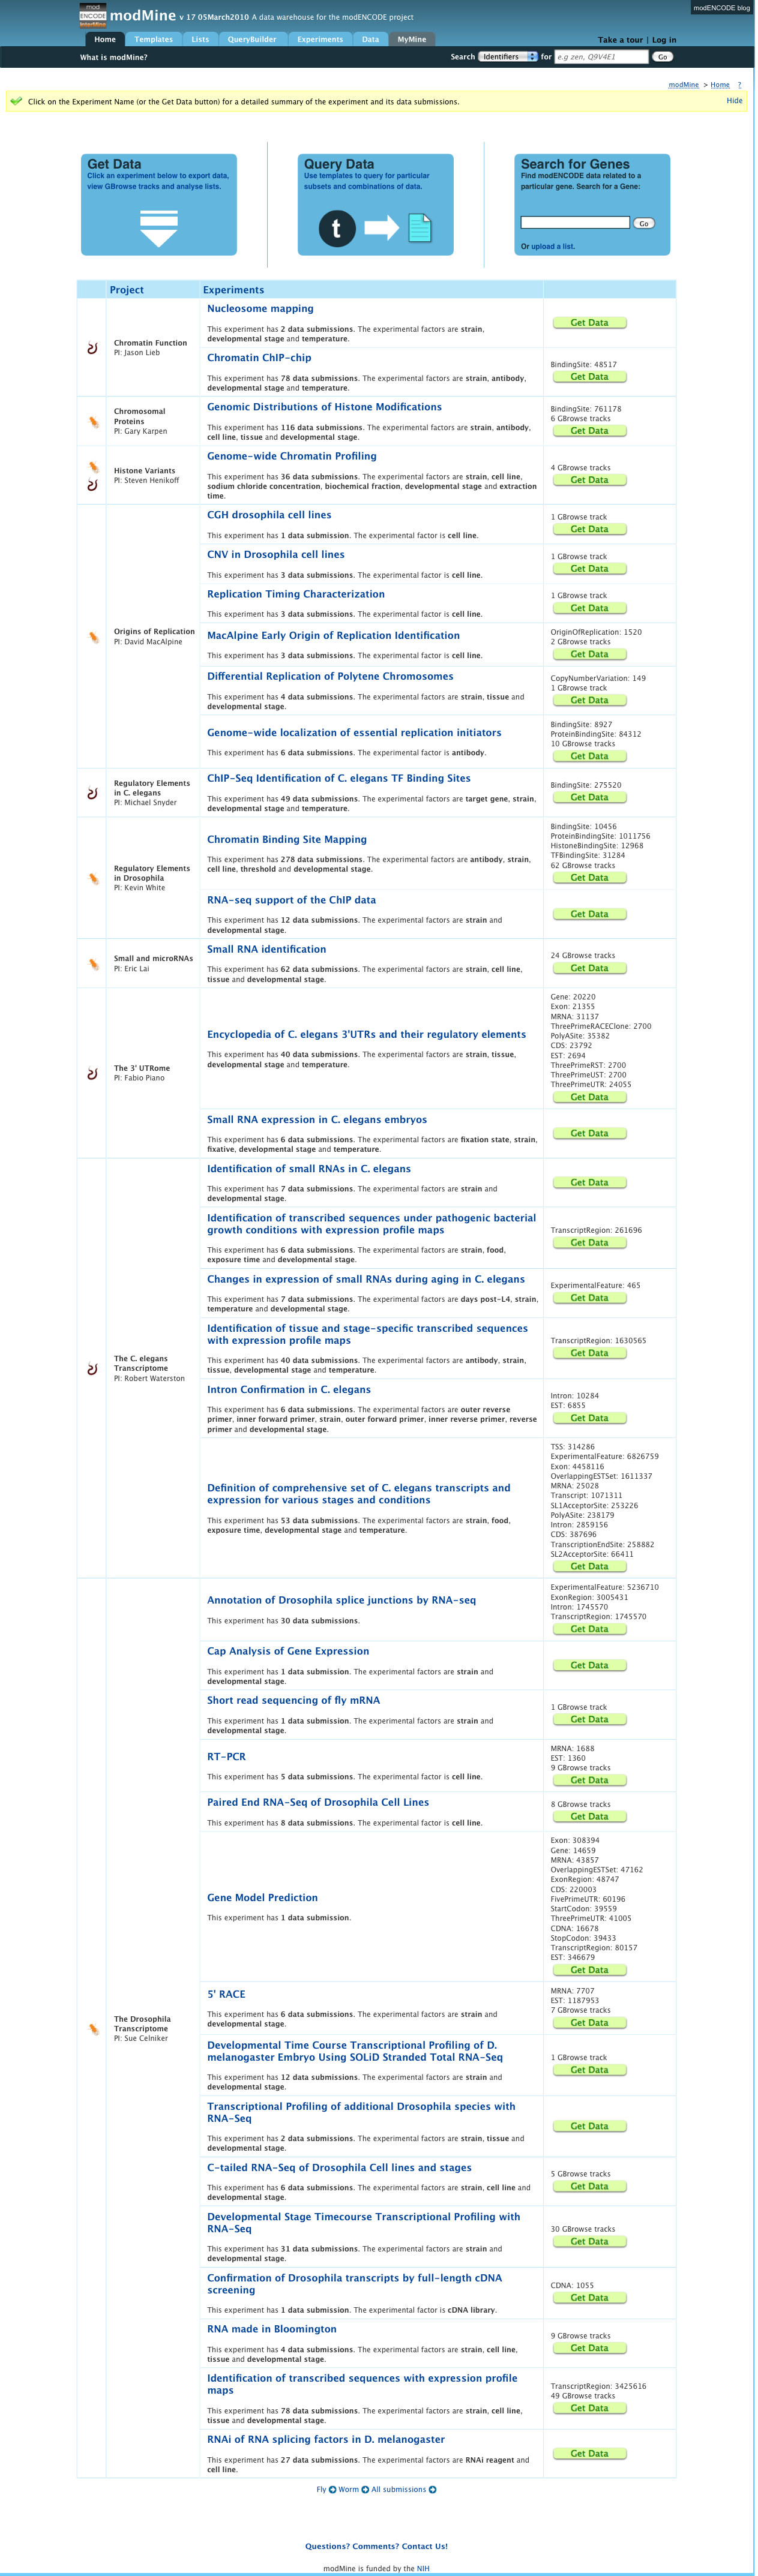 modENCODE blog
mod
ENCODE
InterMine
modMine v 17 05March2010 A data warehouse for the modENCODE project
Home Templates Lists QueryBuilder Experiments Data MyMine
Take a tour | Log in
What is modMine?
Search Identifiers for e.g zen, Q9V4E1 Go
modMine > Home ?
Click on the Experiment Name (or the Get Data button) for a detailed summary of the experiment and its data submissions.
Hide
Get Data
Click an experiment below to export data,
view GBrowse tracks and analyse lists.
Query Data
Use templates to query for particular
subsets and combinations of data.
t
Search for Genes
Find modENCODE data related to a
particular gene. Search for a Gene:
Go
Or upload a list.
Project Experiments
Chromatin Function
PI: Jason Lieb
Nucleosome mapping
This experiment has 2 data submissions. The experimental factors are strain,
developmental stage and temperature.
Get Data
Chromatin ChIP-chip
This experiment has 78 data submissions. The experimental factors are strain, antibody,
developmental stage and temperature.
BindingSite: 48517
Get Data
Chromosomal
Proteins
PI: Gary Karpen
Genomic Distributions of Histone Modifications
This experiment has 116 data submissions. The experimental factors are strain, antibody,
cell line, tissue and developmental stage.
BindingSite: 761178
6 GBrowse tracks
Get Data
Histone Variants
PI: Steven Henikoff
Genome-wide Chromatin Profiling
This experiment has 36 data submissions. The experimental factors are strain, cell line,
sodium chloride concentration, biochemical fraction, developmental stage and extraction
time.
4 GBrowse tracks
Get Data
Origins of Replication
PI: David MacAlpine
CGH drosophila cell lines
This experiment has 1 data submission. The experimental factor is cell line.
1 GBrowse track
Get Data
CNV in Drosophila cell lines
This experiment has 3 data submissions. The experimental factor is cell line.
1 GBrowse track
Get Data
Replication Timing Characterization
This experiment has 3 data submissions. The experimental factor is cell line.
1 GBrowse track
Get Data
MacAlpine Early Origin of Replication Identification
This experiment has 3 data submissions. The experimental factor is cell line.
OriginOfReplication: 1520
2 GBrowse tracks
Get Data
Differential Replication of Polytene Chromosomes
This experiment has 4 data submissions. The experimental factors are strain, tissue and
developmental stage.
CopyNumberVariation: 149
1 GBrowse track
Get Data
Genome-wide localization of essential replication initiators
This experiment has 6 data submissions. The experimental factor is antibody.
BindingSite: 8927
ProteinBindingSite: 84312
10 GBrowse tracks
Get Data
Regulatory Elements
in C. elegans
PI: Michael Snyder
ChIP-Seq Identification of C. elegans TF Binding Sites
This experiment has 49 data submissions. The experimental factors are target gene, strain,
developmental stage and temperature.
BindingSite: 275520
Get Data
Regulatory Elements
in Drosophila
PI: Kevin White
Chromatin Binding Site Mapping
This experiment has 278 data submissions. The experimental factors are antibody, strain,
cell line, threshold and developmental stage.
BindingSite: 10456
ProteinBindingSite: 1011756
HistoneBindingSite: 12968
TFBindingSite: 31284
62 GBrowse tracks
Get Data
RNA-seq support of the ChIP data
This experiment has 12 data submissions. The experimental factors are strain and
developmental stage.
Get Data
Small and microRNAs
PI: Eric Lai
Small RNA identification
This experiment has 62 data submissions. The experimental factors are strain, cell line,
tissue and developmental stage.
24 GBrowse tracks
Get Data
The 3' UTRome
PI: Fabio Piano
Encyclopedia of C. elegans 3'UTRs and their regulatory elements
This experiment has 40 data submissions. The experimental factors are strain, tissue,
developmental stage and temperature.
Gene: 20220
Exon: 21355
MRNA: 31137
ThreePrimeRACEClone: 2700
PolyASite: 35382
CDS: 23792
EST: 2694
ThreePrimeRST: 2700
ThreePrimeUST: 2700
ThreePrimeUTR: 24055
Get Data
Small RNA expression in C. elegans embryos
This experiment has 6 data submissions. The experimental factors are fixation state, strain,
fixative, developmental stage and temperature.
Get Data
The C. elegans
Transcriptome
PI: Robert Waterston
Identification of small RNAs in C. elegans
This experiment has 7 data submissions. The experimental factors are strain and
developmental stage.
Get Data
Identification of transcribed sequences under pathogenic bacterial
growth conditions with expression profile maps
This experiment has 6 data submissions. The experimental factors are strain, food,
exposure time and developmental stage.
TranscriptRegion: 261696
Get Data
Changes in expression of small RNAs during aging in C. elegans
This experiment has 7 data submissions. The experimental factors are days post-L4, strain,
temperature and developmental stage.
ExperimentalFeature: 465
Get Data
Identification of tissue and stage-specific transcribed sequences
with expression profile maps
This experiment has 40 data submissions. The experimental factors are antibody, strain,
tissue, developmental stage and temperature.
TranscriptRegion: 1630565
Get Data
Intron Confirmation in C. elegans
This experiment has 6 data submissions. The experimental factors are outer reverse
primer, inner forward primer, strain, outer forward primer, inner reverse primer, reverse
primer and developmental stage.
Intron: 10284
EST: 6855
Get Data
Definition of comprehensive set of C. elegans transcripts and
expression for various stages and conditions
This experiment has 53 data submissions. The experimental factors are strain, food,
exposure time, developmental stage and temperature.
TSS: 314286
ExperimentalFeature: 6826759
Exon: 4458116
OverlappingESTSet: 1611337
MRNA: 25028
Transcript: 1071311
SL1AcceptorSite: 253226
PolyASite: 238179
Intron: 2859156
CDS: 387696
TranscriptionEndSite: 258882
SL2AcceptorSite: 66411
Get Data
The Drosophila
Transcriptome
PI: Sue Celniker
Annotation of Drosophila splice junctions by RNA-seq
This experiment has 30 data submissions.
ExperimentalFeature: 5236710
ExonRegion: 3005431
Intron: 1745570
TranscriptRegion: 1745570
Get Data
Cap Analysis of Gene Expression
This experiment has 1 data submission. The experimental factors are strain and
developmental stage.
Get Data
Short read sequencing of fly mRNA
This experiment has 1 data submission. The experimental factors are strain and
developmental stage.
1 GBrowse track
Get Data
RT-PCR
This experiment has 5 data submissions. The experimental factor is cell line.
MRNA: 1688
EST: 1360
9 GBrowse tracks
Get Data
Paired End RNA-Seq of Drosophila Cell Lines
This experiment has 8 data submissions. The experimental factor is cell line.
8 GBrowse tracks
Get Data
Gene Model Prediction
This experiment has 1 data submission.
Exon: 308394
Gene: 14659
MRNA: 43857
OverlappingESTSet: 47162
ExonRegion: 48747
CDS: 220003
FivePrimeUTR: 60196
StartCodon: 39559
ThreePrimeUTR: 41005
CDNA: 16678
StopCodon: 39433
TranscriptRegion: 80157
EST: 346679
Get Data
5' RACE
This experiment has 6 data submissions. The experimental factors are strain and
developmental stage.
MRNA: 7707
EST: 1187953
7 GBrowse tracks
Get Data
Developmental Time Course Transcriptional Profiling of D.
melanogaster Embryo Using SOLiD Stranded Total RNA-Seq
This experiment has 12 data submissions. The experimental factors are strain and
developmental stage.
1 GBrowse track
Get Data
Transcriptional Profiling of additional Drosophila species with
RNA-Seq
This experiment has 2 data submissions. The experimental factors are strain, tissue and
developmental stage.
Get Data
C-tailed RNA-Seq of Drosophila Cell lines and stages
This experiment has 6 data submissions. The experimental factors are strain, cell line and
developmental stage.
5 GBrowse tracks
Get Data
Developmental Stage Timecourse Transcriptional Profiling with
RNA-Seq
This experiment has 31 data submissions. The experimental factors are strain and
developmental stage.
30 GBrowse tracks
Get Data
Confirmation of Drosophila transcripts by full-length cDNA
screening
This experiment has 1 data submission. The experimental factor is cDNA library.
CDNA: 1055
Get Data
RNA made in Bloomington
This experiment has 4 data submissions. The experimental factors are strain, cell line,
tissue and developmental stage.
9 GBrowse tracks
Get Data
Identification of transcribed sequences with expression profile
maps
This experiment has 78 data submissions. The experimental factors are strain, cell line,
tissue and developmental stage.
TranscriptRegion: 3425616
49 GBrowse tracks
Get Data
RNAi of RNA splicing factors in D. melanogaster
This experiment has 27 data submissions. The experimental factors are RNAi reagent and
cell line.
Get Data
Fly Worm All submissions
Questions? Comments? Contact Us!
modMine is funded by the NIH